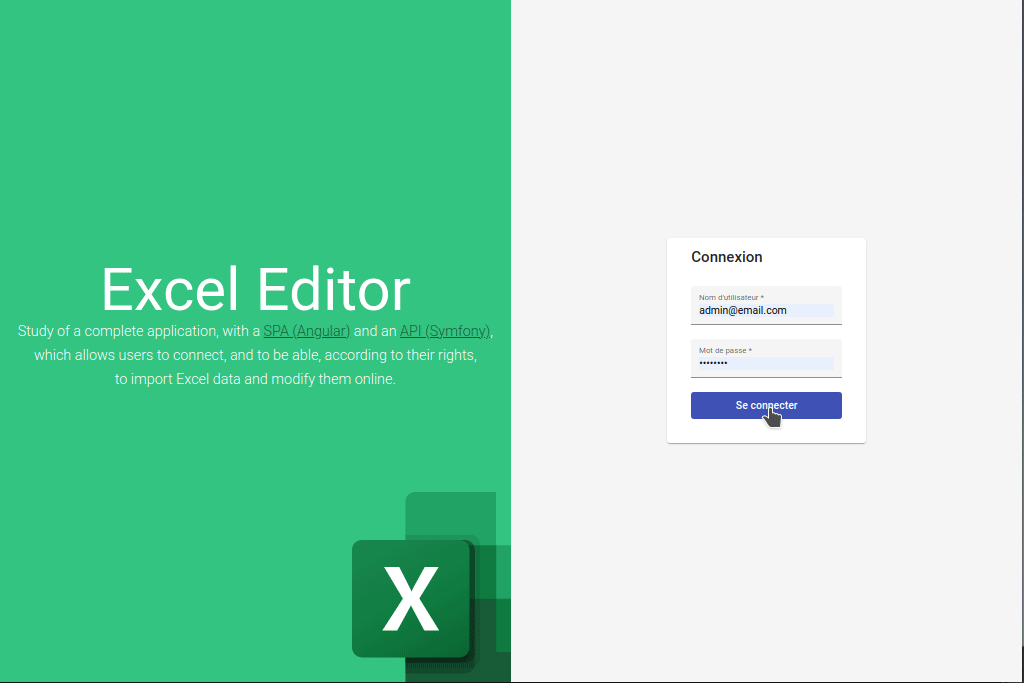 Excel Editor
Study of a complete application, with a SPA (Angular) and an API (Symfony),
which allows users to connect, and to be able, according to their rights,
to import Excel data and modify them online.
X
Connexion
Nom d'utilisateur *
admin@email.com
Mot de passe *
••••••••
Se connecter